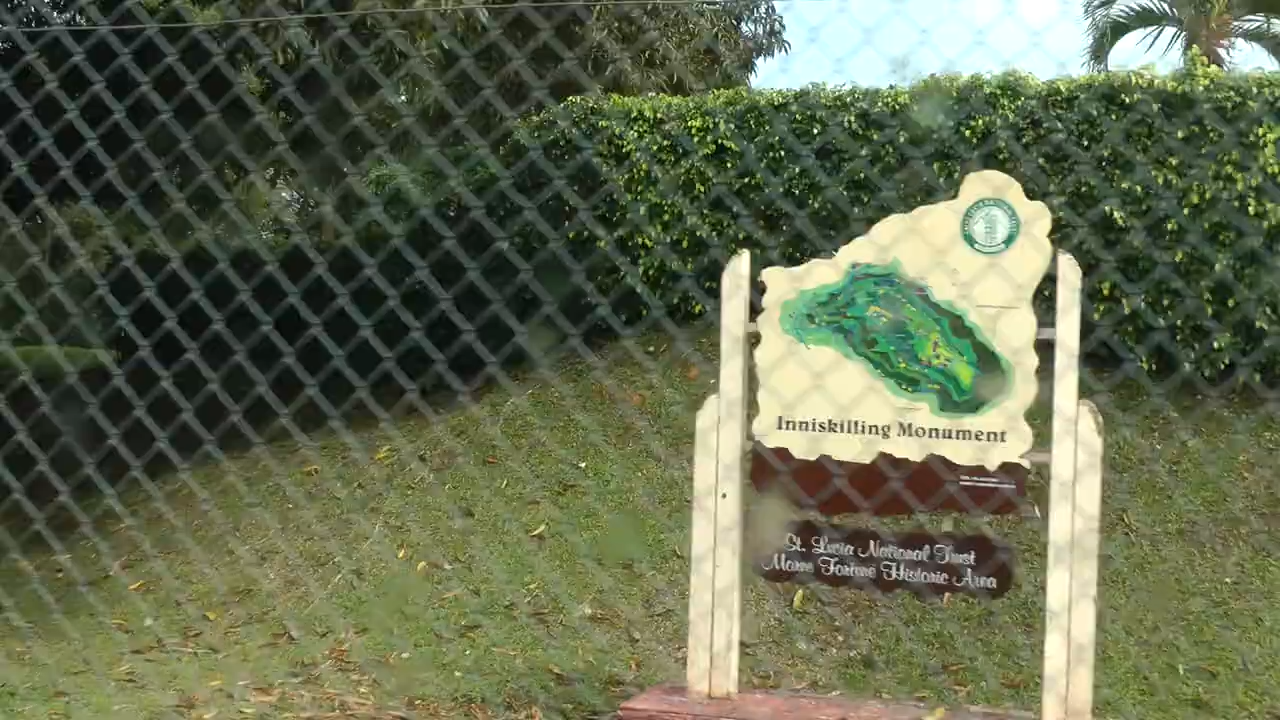 Inniskilling Monument
St. Lucia National Trust
Morne Fortune Historic Area